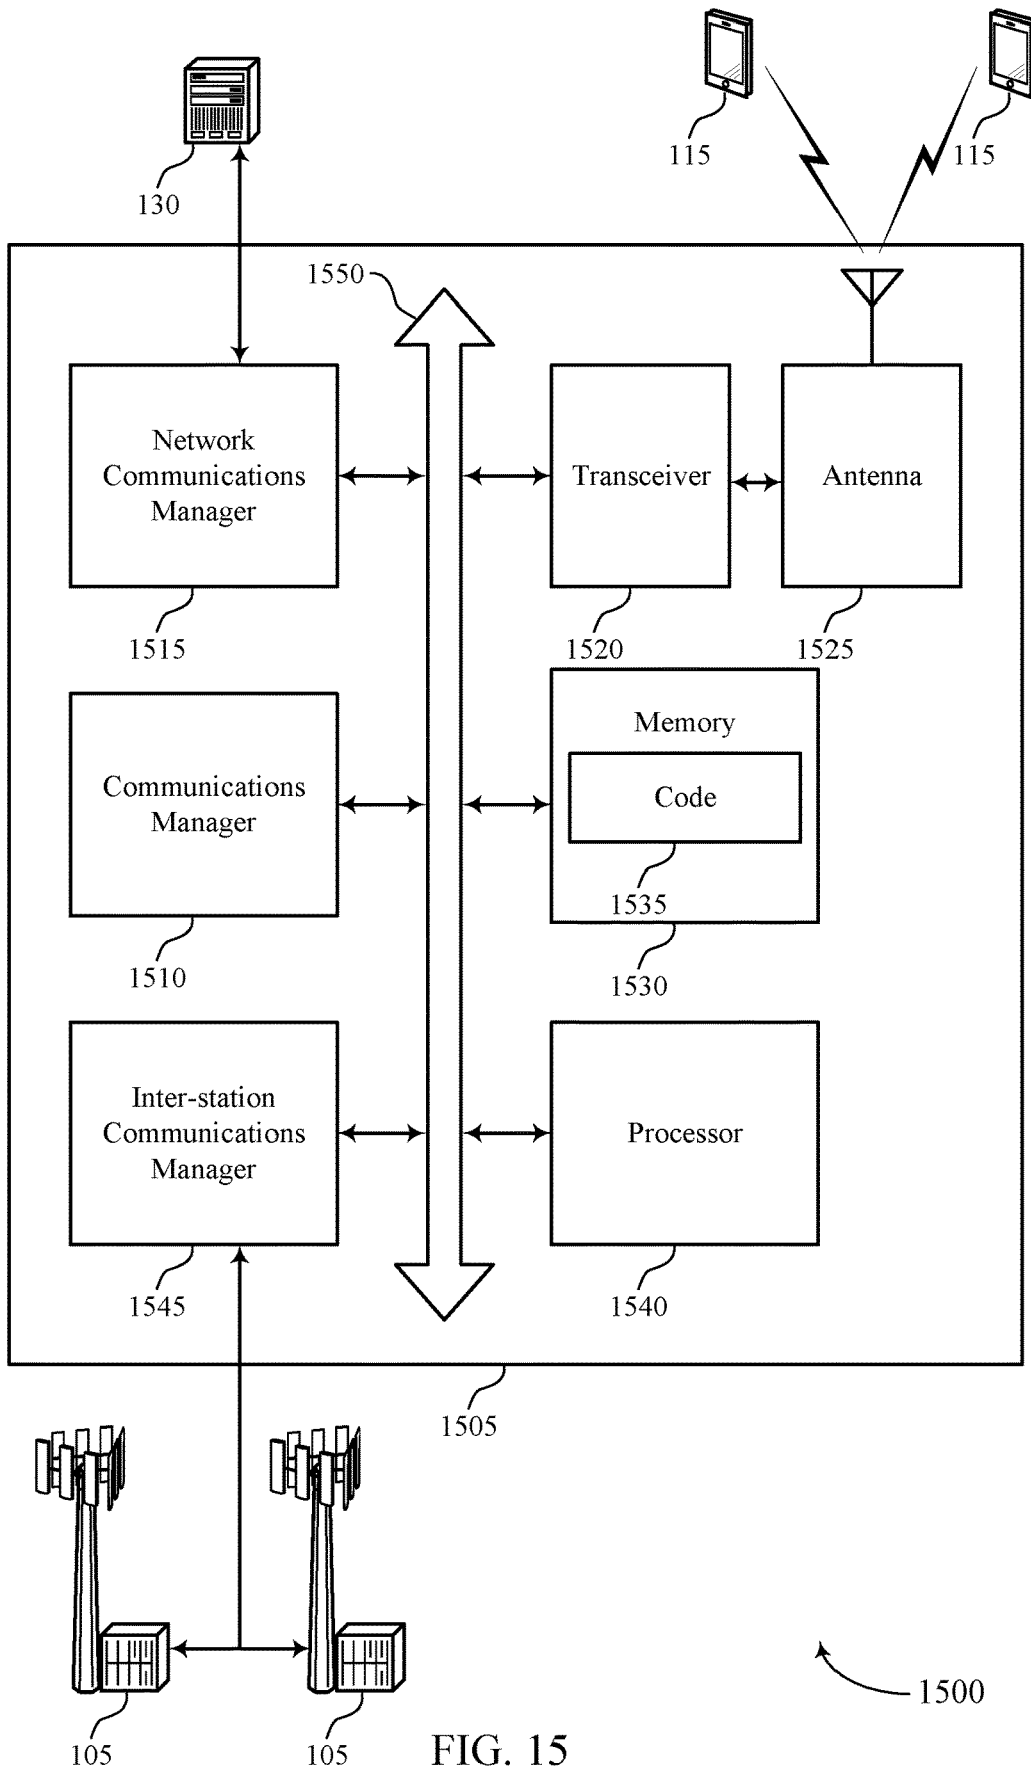 130
115
115
1550
Network
Communications
Manager
1515
Transceiver
1520
Antenna
1525
Communications
Manager
1510
Memory
Code
1535
1530
Inter-station
Communications
Manager
1545
Processor
1540
1505
105
105
1500
FIG. 15